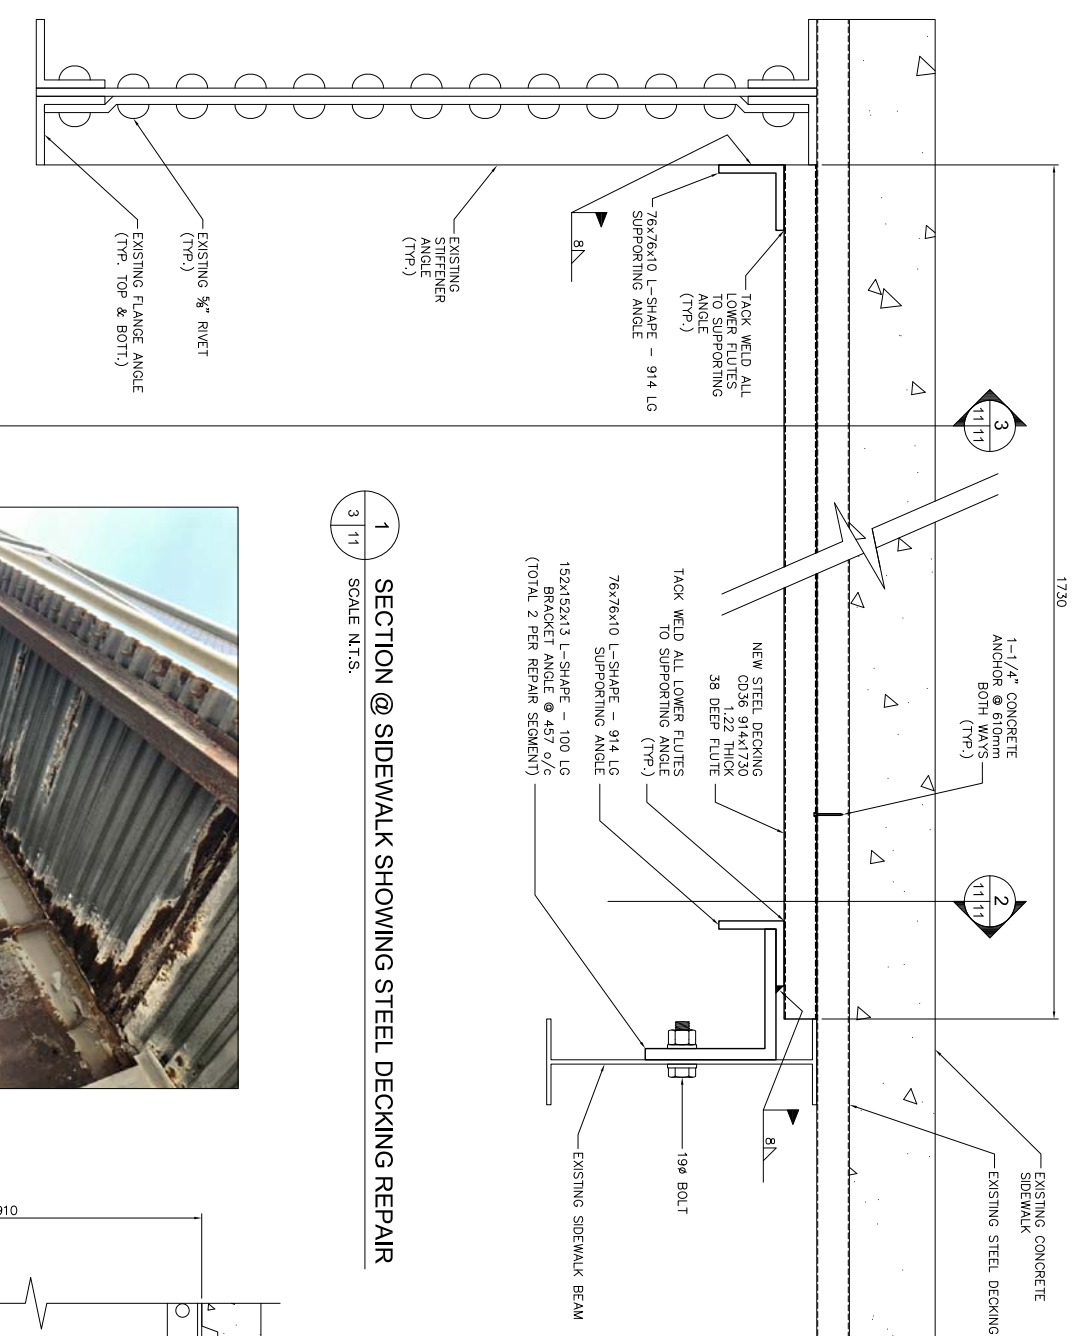 1730
3
11 11
2
11 11
1-1/4" CONCRETE
ANCHOR @ 610mm
BOTH WAYS
(TYP.)
EXISTING CONCRETE
SIDEWALK
EXISTING STEEL DECKING
TACK WELD ALL
LOWER FLUTES
TO SUPPORTING
ANGLE
(TYP.)
76x76x10 L-SHAPE - 914 LG
SUPPORTING ANGLE
8
EXISTING
STIFFENER
ANGLE
(TYP.)
EXISTING ⅝" RIVET
(TYP.)
EXISTING FLANGE ANGLE
(TYP. TOP & BOTT.)
NEW STEEL DECKING
CD36 914x1730
1.22 THICK
38 DEEP FLUTE
TACK WELD ALL LOWER FLUTES
TO SUPPORTING ANGLE
(TYP.)
76x76x10 L-SHAPE - 914 LG
SUPPORTING ANGLE
152x152x13 L-SHAPE - 100 LG
BRACKET ANGLE @ 457 o/c
(TOTAL 2 PER REPAIR SEGMENT)
8
19ø BOLT
EXISTING SIDEWALK BEAM
1
3 11
SECTION @ SIDEWALK SHOWING STEEL DECKING REPAIR
SCALE N.T.S.